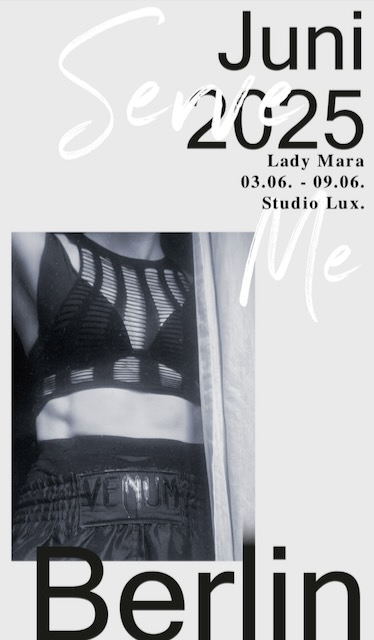 Juni
Serve
2025
Lady Mara
03.06. - 09.06.
Studio Lux.
Me
VENUM
Berlin